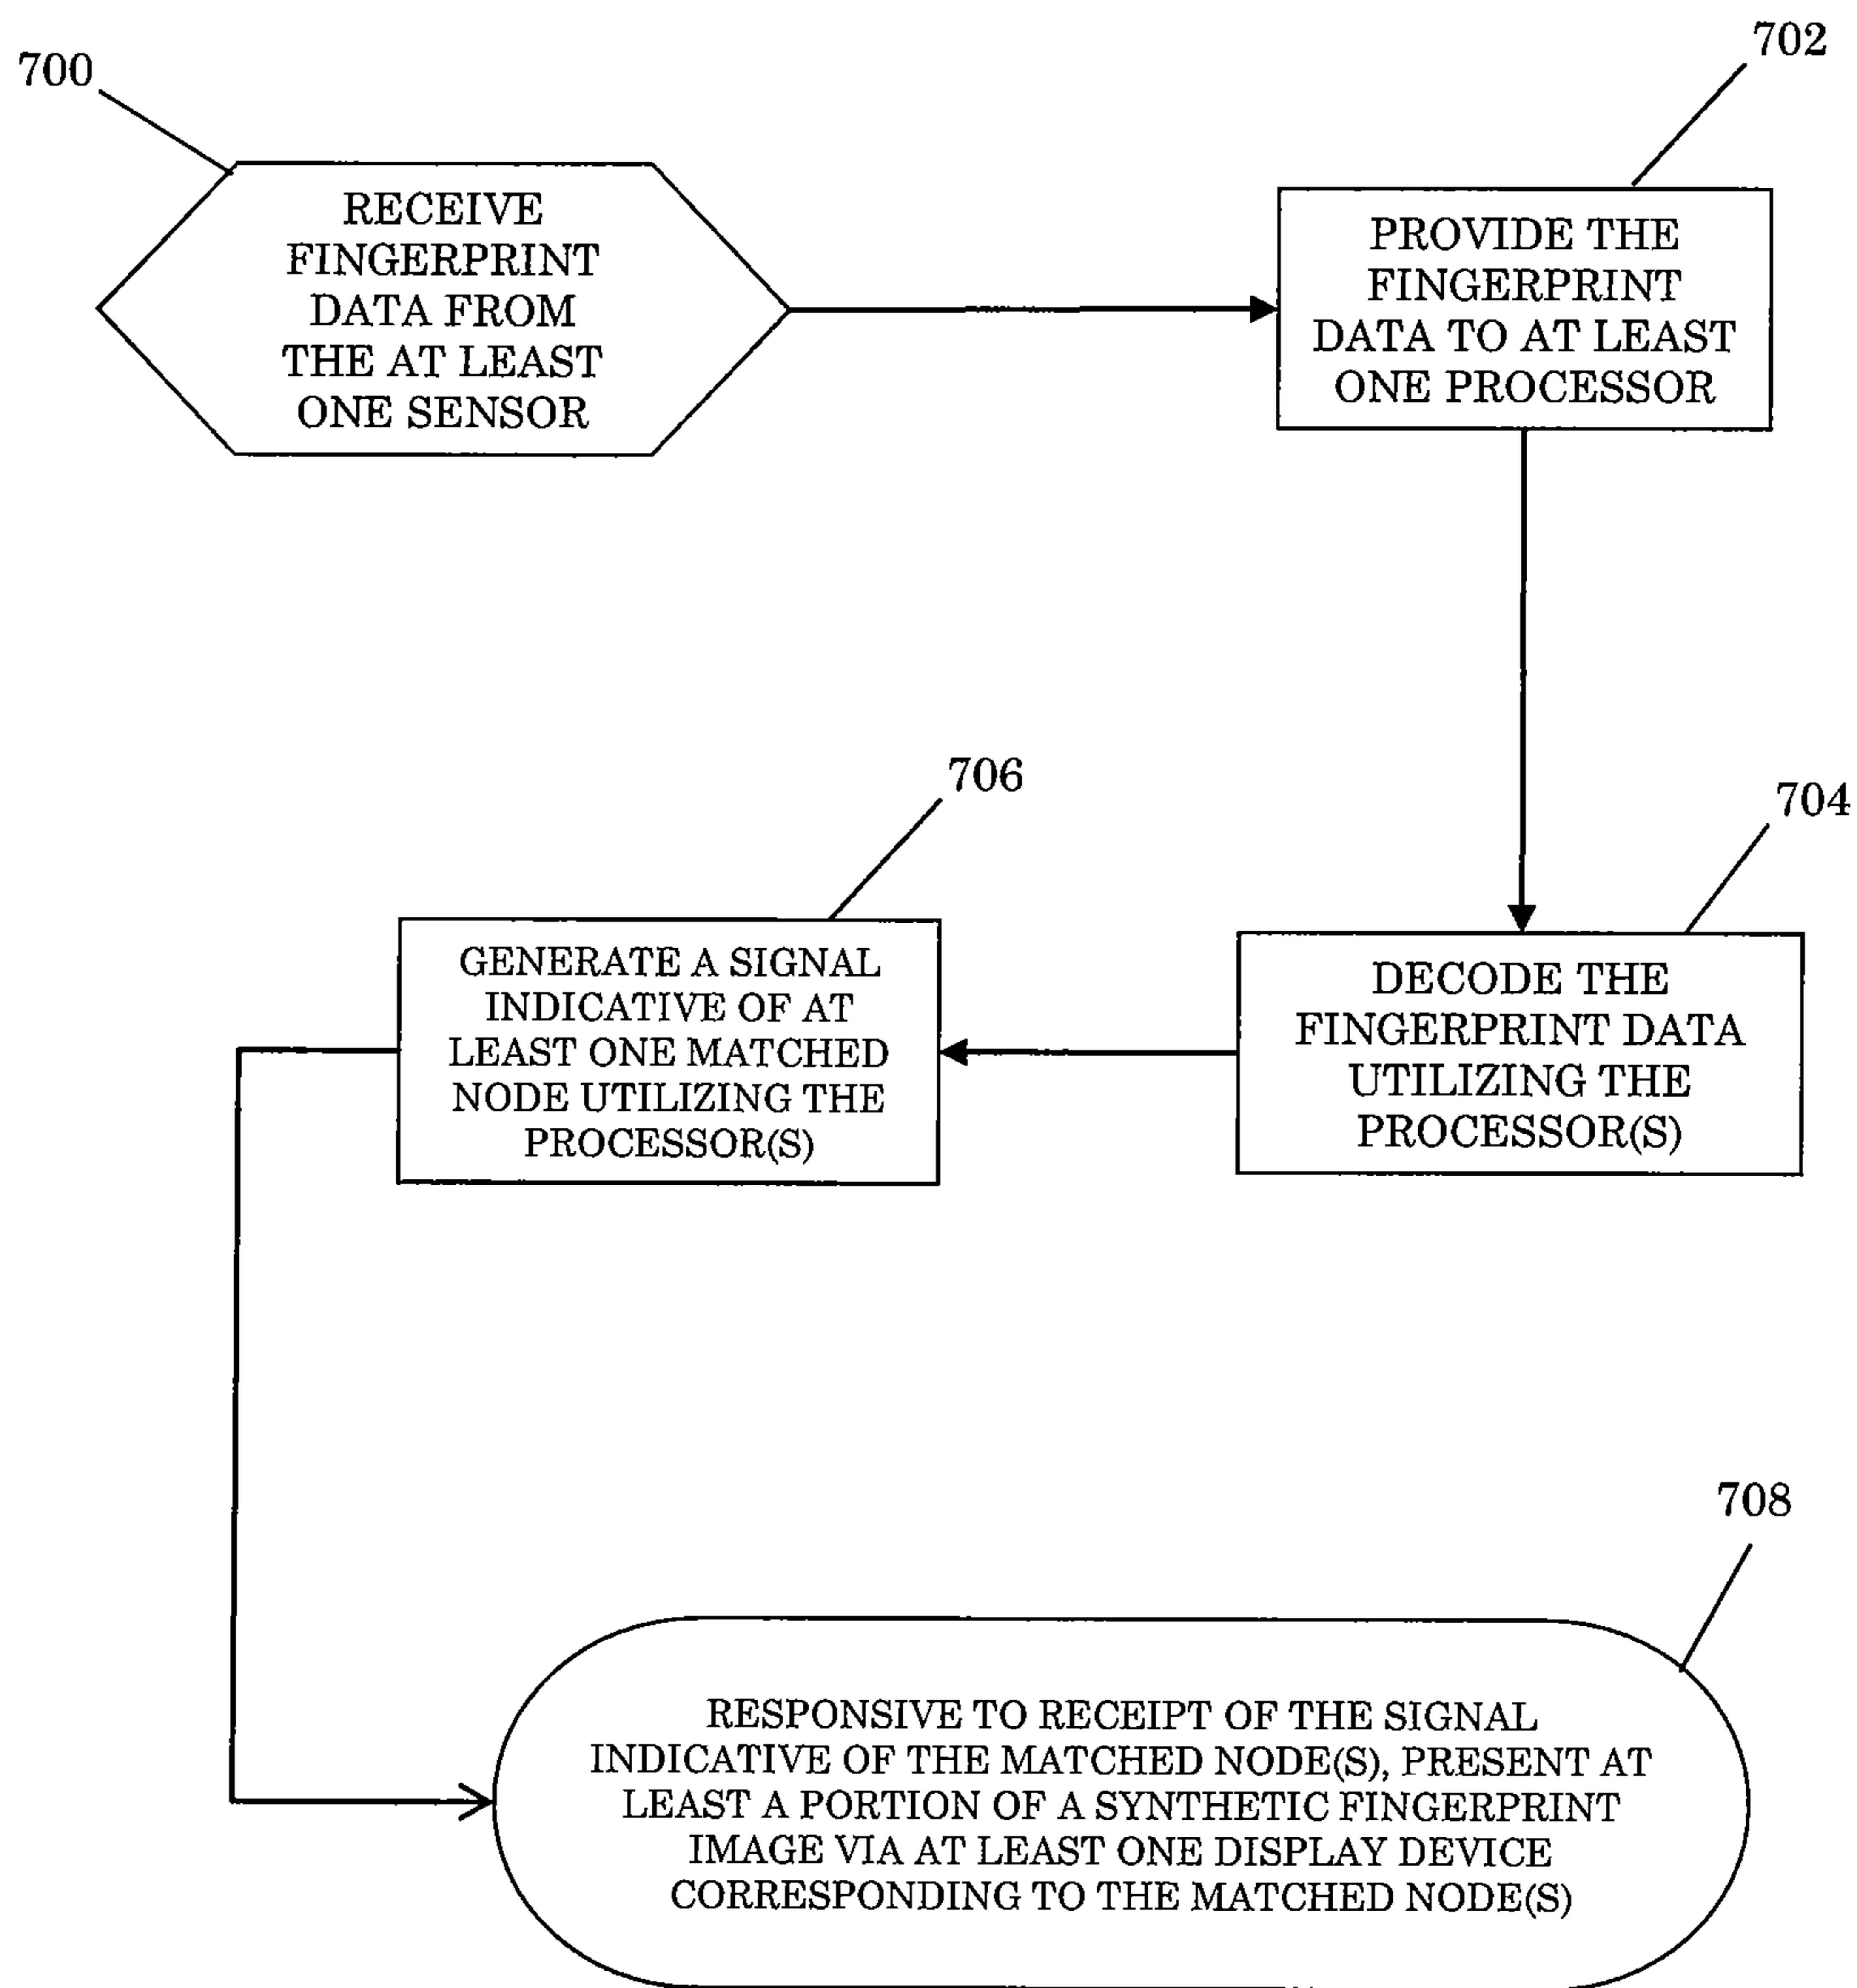 700
RECEIVE
FINGERPRINT
DATA FROM
THE AT LEAST
ONE SENSOR
702
PROVIDE THE
FINGERPRINT
DATA TO AT LEAST
ONE PROCESSOR
704
DECODE THE
FINGERPRINT DATA
UTILIZING THE
PROCESSOR(S)
706
GENERATE A SIGNAL
INDICATIVE OF AT
LEAST ONE MATCHED
NODE UTILIZING THE
PROCESSOR(S)
708
RESPONSIVE TO RECEIPT OF THE SIGNAL
INDICATIVE OF THE MATCHED NODE(S), PRESENT AT
LEAST A PORTION OF A SYNTHETIC FINGERPRINT
IMAGE VIA AT LEAST ONE DISPLAY DEVICE
CORRESPONDING TO THE MATCHED NODE(S)